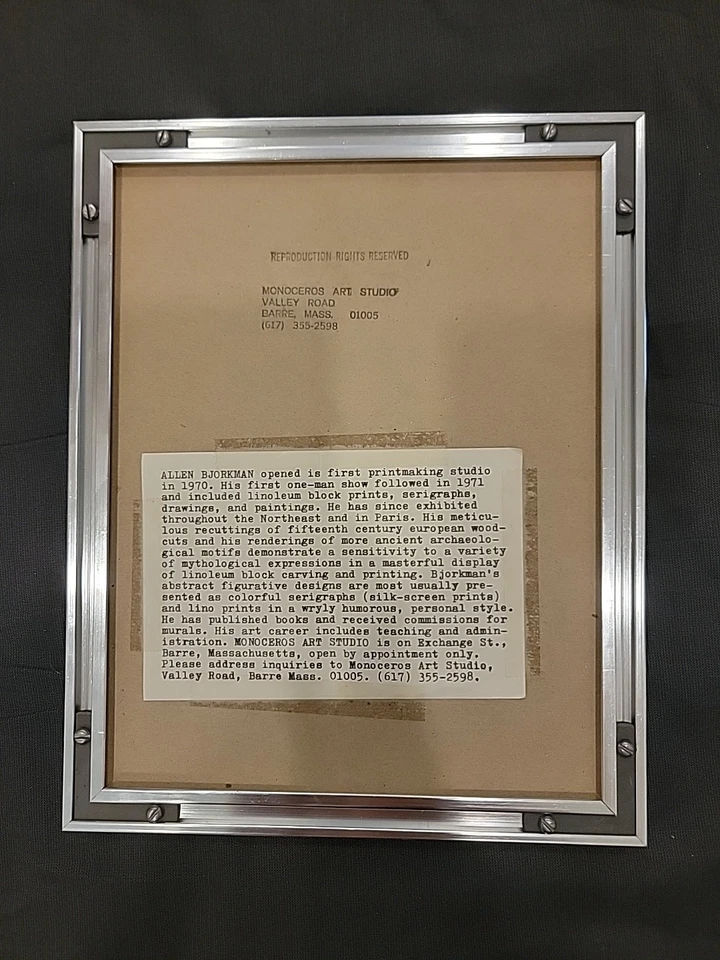 REPRODUCTION RIGHTS RESERVED
MONOCEROS ART STUDIO
VALLEY ROAD
BARRE, MASS. 01005
(617) 355-2598
ALLEN BJORKMAN opened is first printmaking studio
in 1970. His first one-man show followed in 1971
and included linoleum block prints, serigraphs,
drawings, and paintings. He has since exhibited
throughout the Northeast and in Paris. His meticu-
lous recuttings of fifteenth century european wood-
cuts and his renderings of more ancient archaeolo-
gical motifs demonstrate a sensitivity to a variety
of mythological expressions in a masterful display
of linoleum block carving and printing. Bjorkman's
abstract figurative designs are most usually pre-
sented as colorful serigraphs (silk-screen prints)
and lino prints in a wryly humorous, personal style.
He has published books and received commissions for
murals. His art career includes teaching and admin-
istration. MONOCEROS ART STUDIO is on Exchange St.,
Barre, Massachusetts, open by appointment only.
Please address inquiries to Monoceros Art Studio,
Valley Road, Barre Mass. 01005. (617) 355-2598.